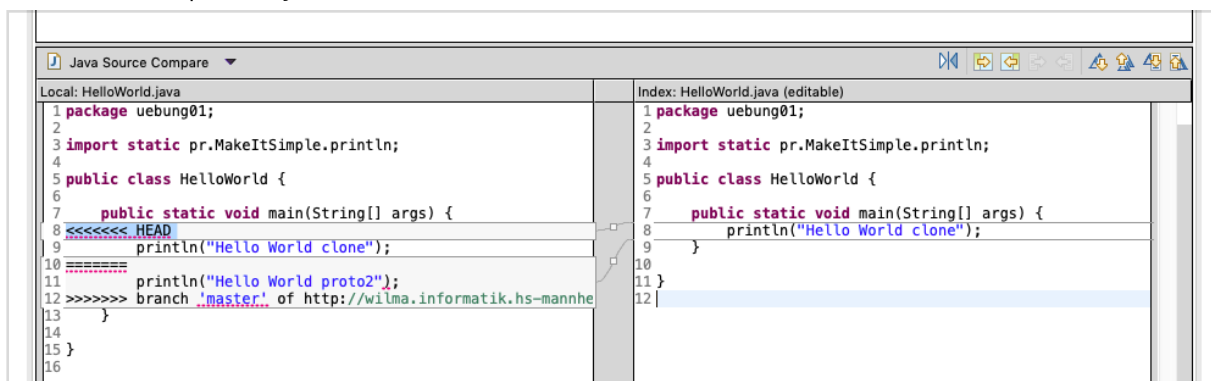 Java Source Compare
Local: HelloWorld.java
1 package uebung01;
2
3 import static pr.MakeItSimple.println;
4
5 public class HelloWorld {
6
7     public static void main(String[] args) {
8 <<<<<<< HEAD
9         println("Hello World clone");
10 =======
11         println("Hello World proto2");
12 >>>>>>> branch 'master' of http://wilma.informatik.hs-mannhe
13     }
14
15 }
16
Index: HelloWorld.java (editable)
1 package uebung01;
2
3 import static pr.MakeItSimple.println;
4
5 public class HelloWorld {
6
7     public static void main(String[] args) {
8         println("Hello World clone");
9     }
10
11 }
12